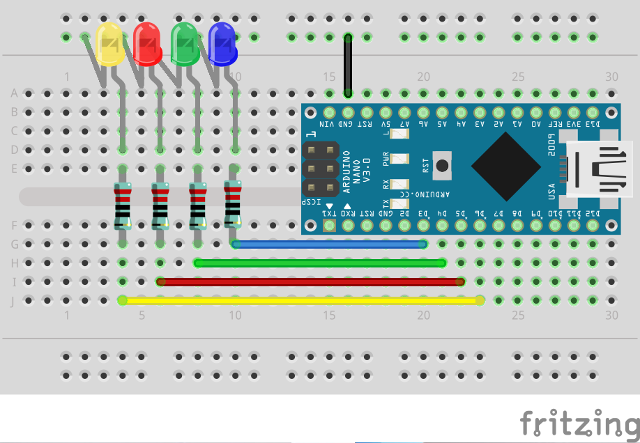 1 5 10 15 20 25 30
A A
B B
C C
D D
E E
F F
G G
H H
I I
J J
VIN GND RST 5V A7 A6 A5 A4 A3 A2 A1 A0 REF 3V3 D13
1
ICSP
ARDUINO
NANO
V3.0
L
PWR
RX
TX
RST
ARDUINO.CC
2009
USA
TX1 RX0 RST GND D2 D3 D4 D5 D6 D7 D8 D9 D10 D11 D12
1 5 10 15 20 25 30
fritzing